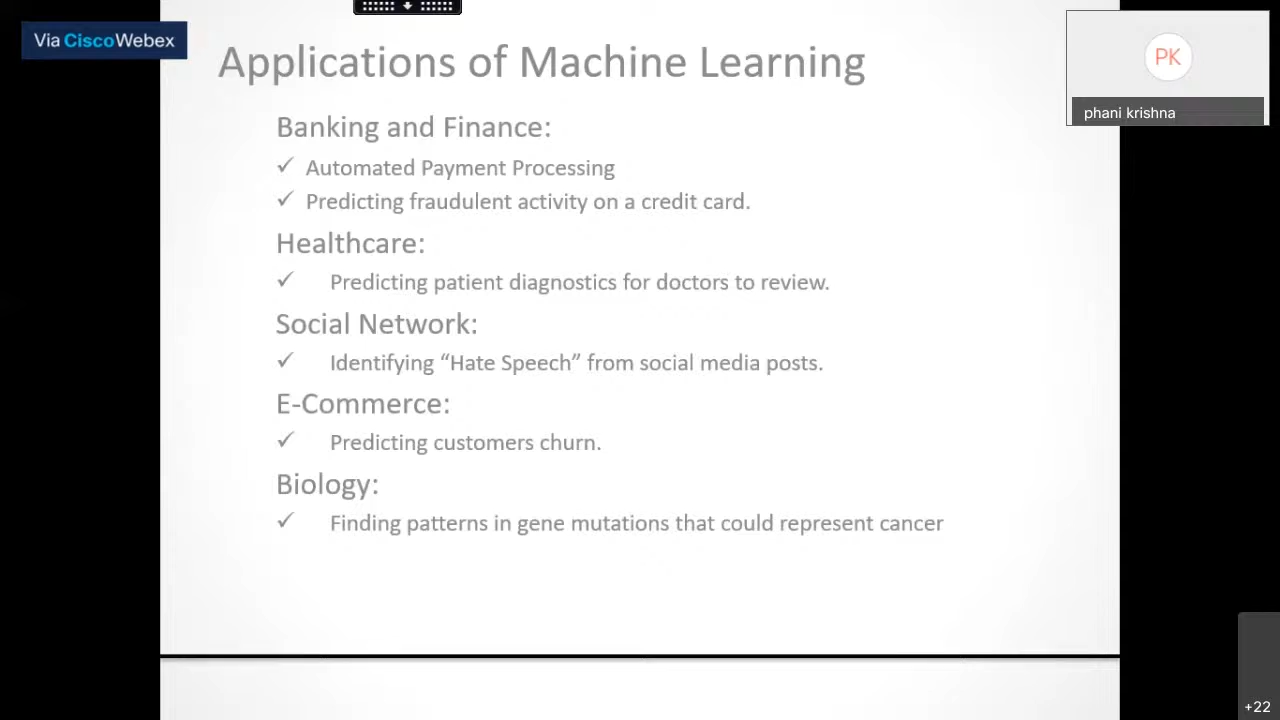 Via CiscoWebex
Applications of Machine Learning
PK
phani krishna
Banking and Finance:
✓ Automated Payment Processing
✓ Predicting fraudulent activity on a credit card.
Healthcare:
✓ Predicting patient diagnostics for doctors to review.
Social Network:
✓ Identifying “Hate Speech” from social media posts.
E-Commerce:
✓ Predicting customers churn.
Biology:
✓ Finding patterns in gene mutations that could represent cancer
+22